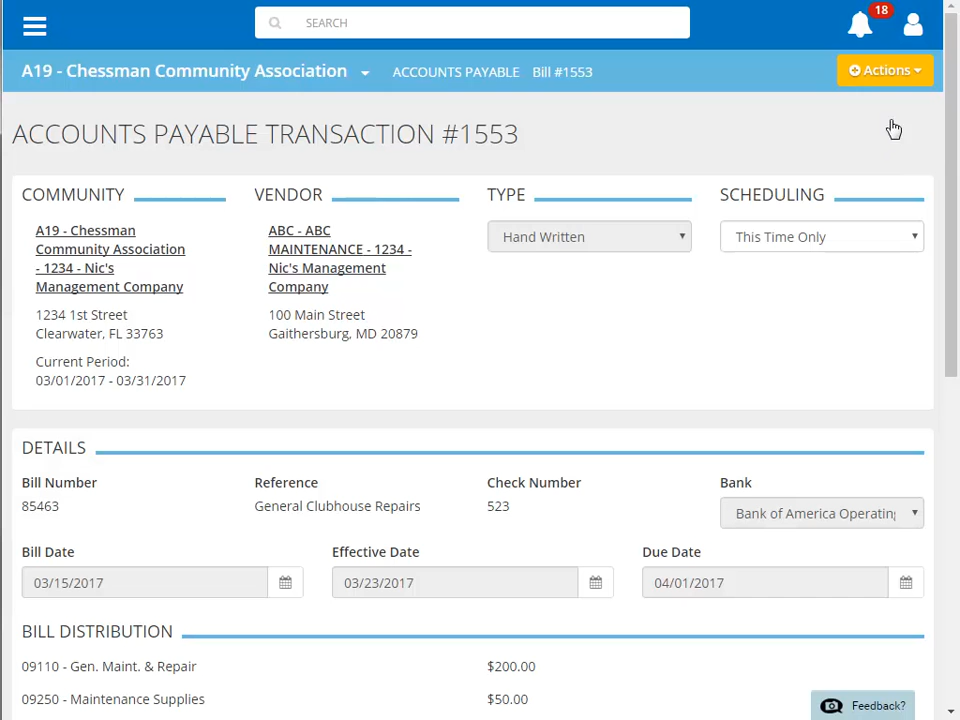 SEARCH
18
A19 - Chessman Community Association
ACCOUNTS PAYABLE
Bill #1553
Actions
ACCOUNTS PAYABLE TRANSACTION #1553
COMMUNITY
A19 - Chessman
Community Association
- 1234 - Nic's
Management Company
1234 1st Street
Clearwater, FL 33763
Current Period:
03/01/2017 - 03/31/2017
VENDOR
ABC - ABC
MAINTENANCE - 1234 -
Nic's Management
Company
100 Main Street
Gaithersburg, MD 20879
TYPE
Hand Written
SCHEDULING
This Time Only
DETAILS
Bill Number
85463
Reference
General Clubhouse Repairs
Check Number
523
Bank
Bank of America Operating
Bill Date
03/15/2017
Effective Date
03/23/2017
Due Date
04/01/2017
BILL DISTRIBUTION
09110 - Gen. Maint. & Repair
$200.00
09250 - Maintenance Supplies
$50.00
Feedback?